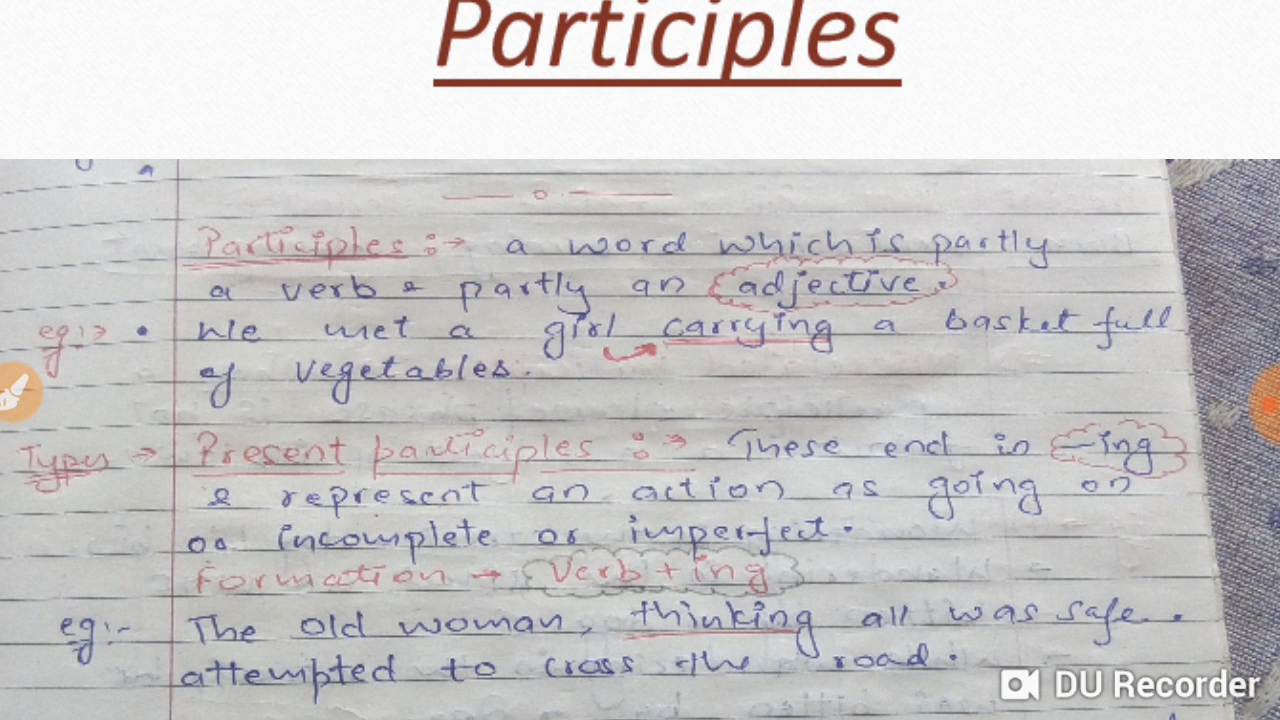 Participles
Participles :→ a word which is partly
a verb & partly an adjective.
eg:→ • We met a girl carrying a basket full
of vegetables.
Types → Present participles :→ These end in -ing
& represent an action as going on
or incomplete or imperfect.
Formation → Verb + ing
eg:- The old woman, thinking all was safe.
attempted to cross the road.
DU Recorder